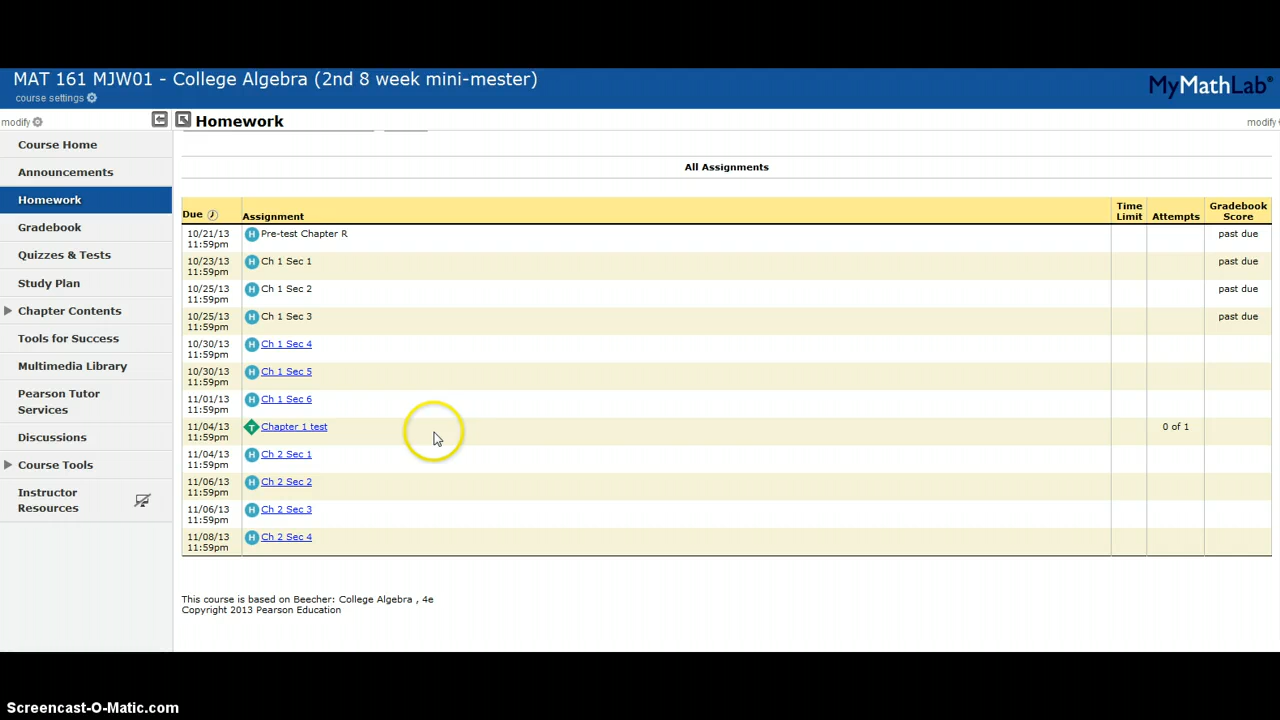 MAT 161 MJW01 - College Algebra (2nd 8 week mini-mester)
course settings
MyMathLab®
modify
Homework
modify
Course Home
Announcements
Homework
Gradebook
Quizzes & Tests
Study Plan
Chapter Contents
Tools for Success
Multimedia Library
Pearson Tutor
Services
Discussions
Course Tools
Instructor
Resources
All Assignments
Due Assignment Time Limit Attempts Gradebook Score
10/21/13 H Pre-test Chapter R past due
11:59pm
10/23/13 H Ch 1 Sec 1 past due
11:59pm
10/25/13 H Ch 1 Sec 2 past due
11:59pm
10/25/13 H Ch 1 Sec 3 past due
11:59pm
10/30/13 H Ch 1 Sec 4
11:59pm
10/30/13 H Ch 1 Sec 5
11:59pm
11/01/13 H Ch 1 Sec 6
11:59pm
11/04/13 T Chapter 1 test 0 of 1
11:59pm
11/04/13 H Ch 2 Sec 1
11:59pm
11/06/13 H Ch 2 Sec 2
11:59pm
11/06/13 H Ch 2 Sec 3
11:59pm
11/08/13 H Ch 2 Sec 4
11:59pm
This course is based on Beecher: College Algebra , 4e
Copyright 2013 Pearson Education
Screencast-O-Matic.com